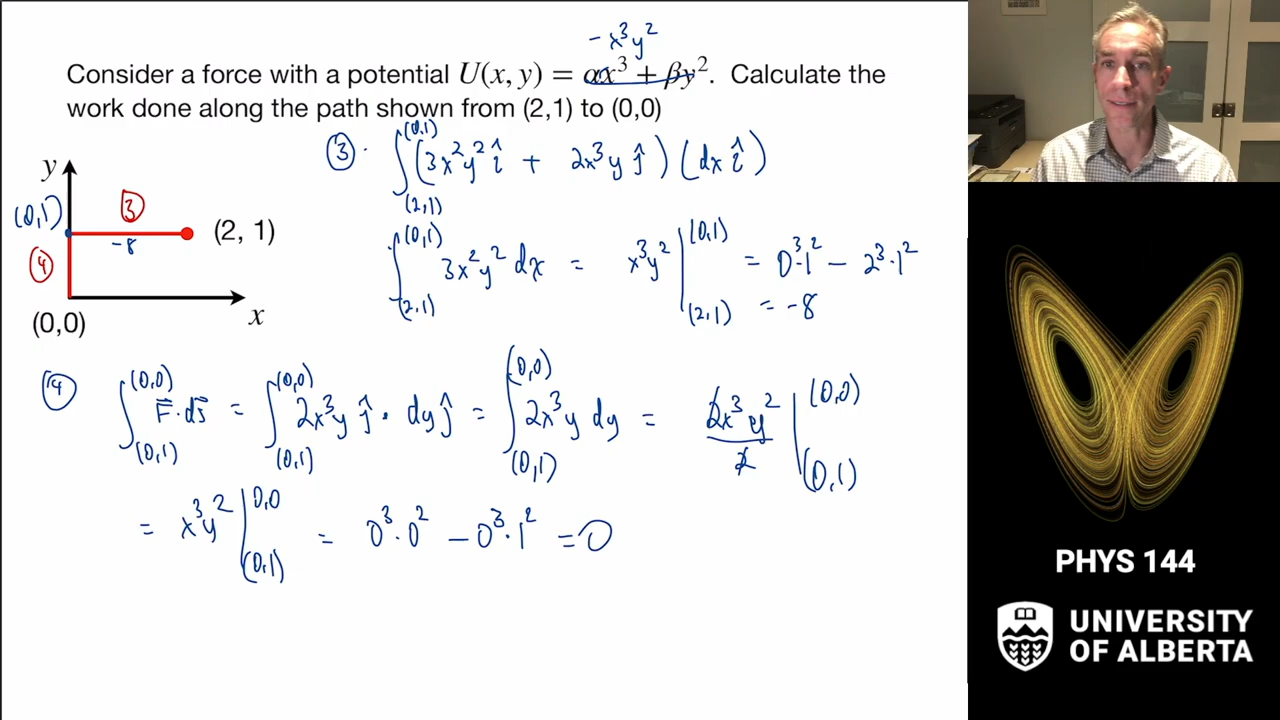 -x³y²
Consider a force with a potential U(x, y) = αx³ + βy². Calculate the
work done along the path shown from (2,1) to (0,0)
③. ∫_(2,1)^(0,1) (3x²y² î + 2x³y ĵ)(dx î)
y
(0,1)
③
-8
(2, 1)
④
x
(0,0)
∫_(2,1)^(0,1) 3x²y² dx = x³y² |_(2,1)^(0,1) = 0³·1² - 2³·1²
= -8
④ ∫_(0,1)^(0,0) F⃗·ds⃗ = ∫_(0,1)^(0,0) 2x³y ĵ · dy ĵ = ∫_(0,1)^(0,0) 2x³y dy = 2x³y²/2 |_(0,1)^(0,0)
= x³y² |_(0,1)^0,0 = 0³·0² - 0³·1² = 0
PHYS 144
UNIVERSITY
OF ALBERTA